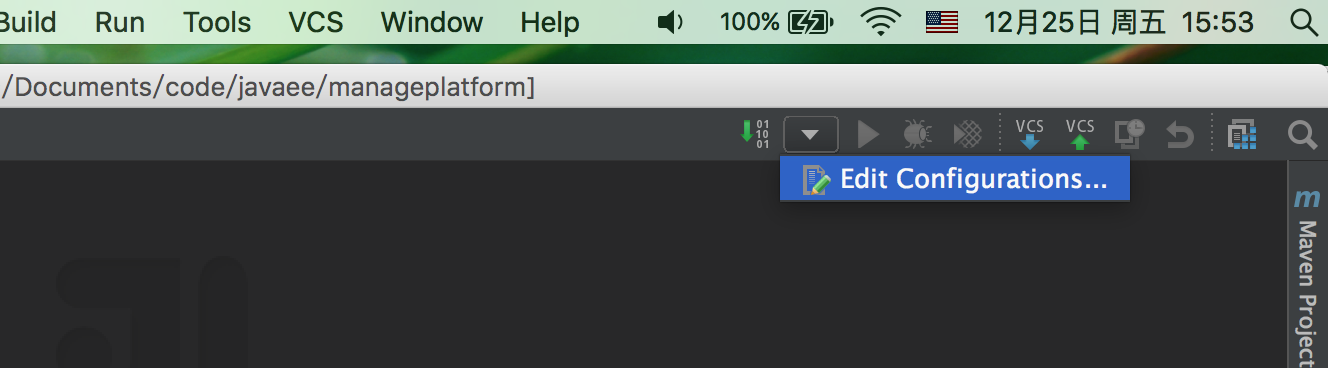 Build Run Tools VCS Window Help 100% 12月25日 周五 15:53
/Documents/code/javaee/manageplatform]
01
10
01
VCS VCS
Edit Configurations...
m
Maven Project